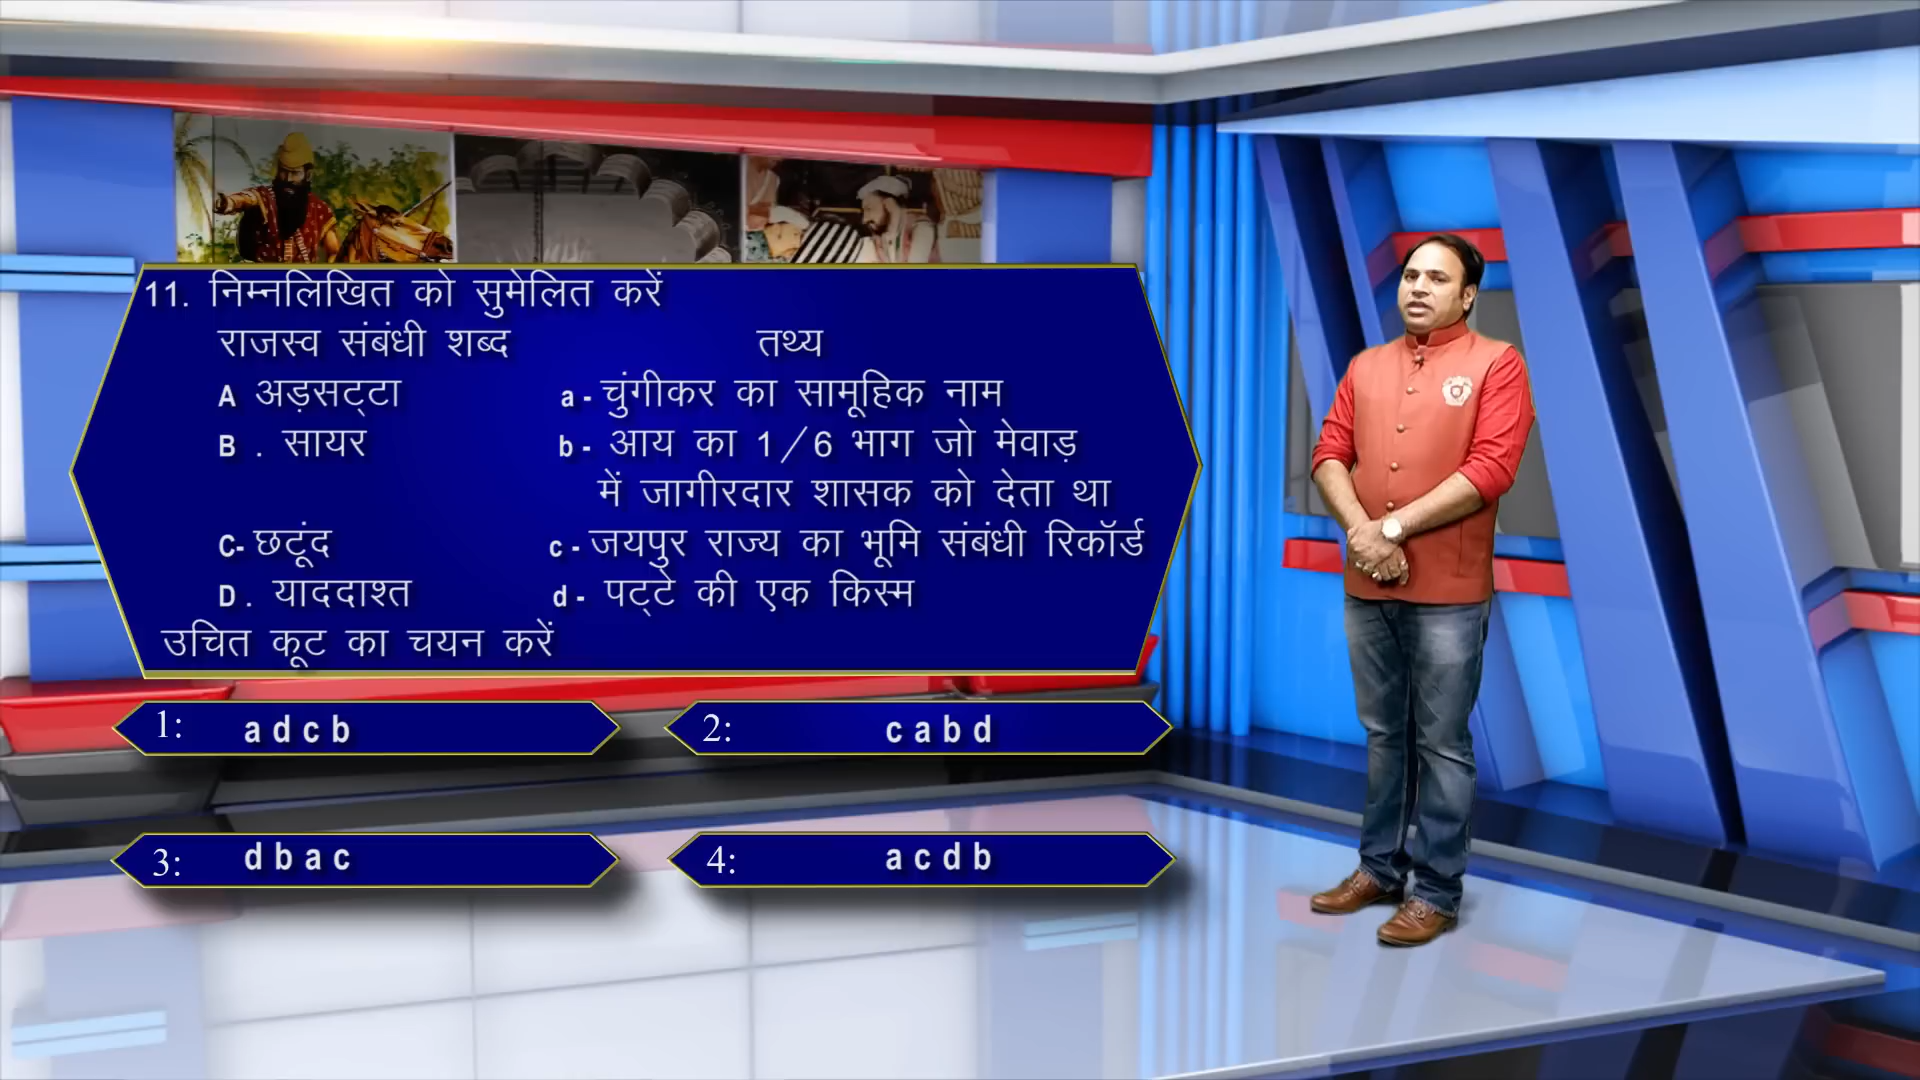 11. निम्नलिखित को सुमेलित करें
राजस्व संबंधी शब्द तथ्य
A अड़सट्टा a - चुंगीकर का सामूहिक नाम
B . सायर b - आय का 1/6 भाग जो मेवाड़
में जागीरदार शासक को देता था
C- छटूंद c - जयपुर राज्य का भूमि संबंधी रिकॉर्ड
D . याददाश्त d - पट्टे की एक किस्म
उचित कूट का चयन करें
1: a d c b
2: c a b d
3: d b a c
4: a c d b